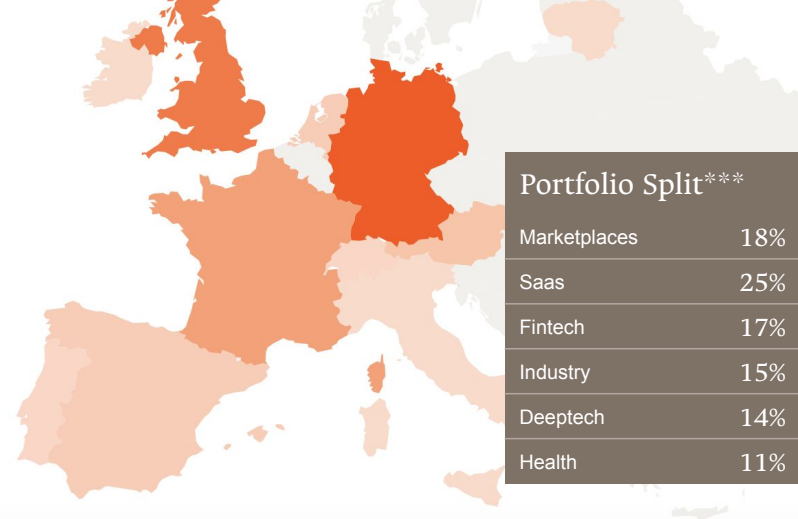 Portfolio Split***
Marketplaces 18%
Saas 25%
Fintech 17%
Industry 15%
Deeptech 14%
Health 11%